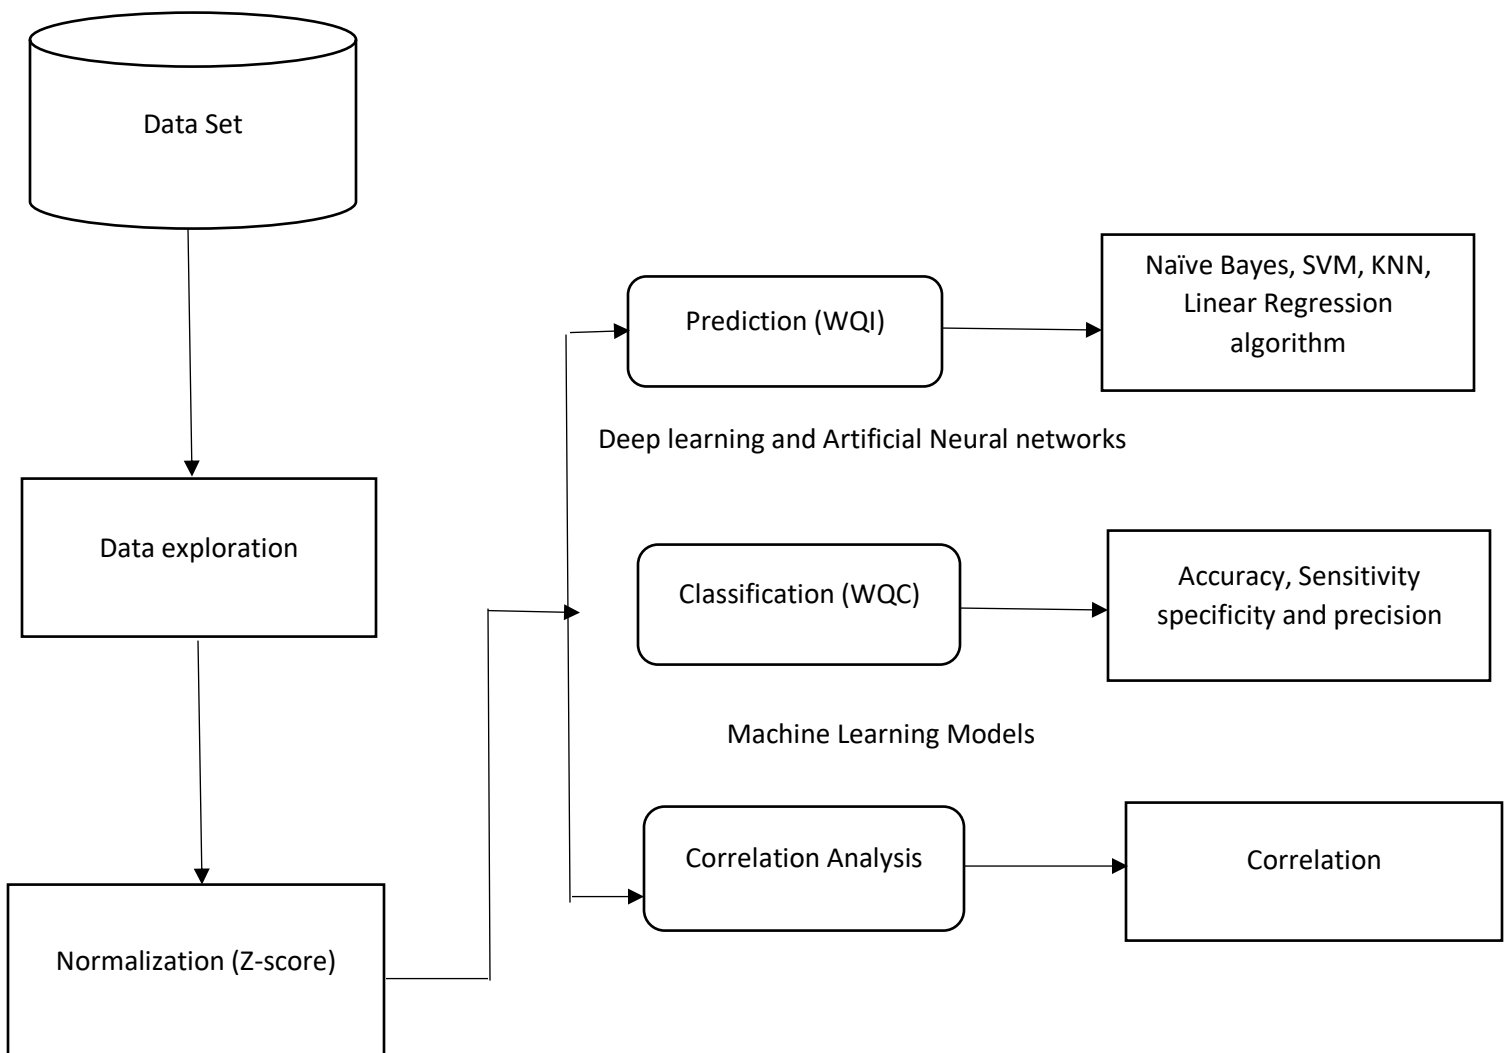 Data Set
Data exploration
Normalization (Z-score)
Prediction (WQI)
Naïve Bayes, SVM, KNN,
Linear Regression
algorithm
Deep learning and Artificial Neural networks
Classification (WQC)
Accuracy, Sensitivity
specificity and precision
Machine Learning Models
Correlation Analysis
Correlation